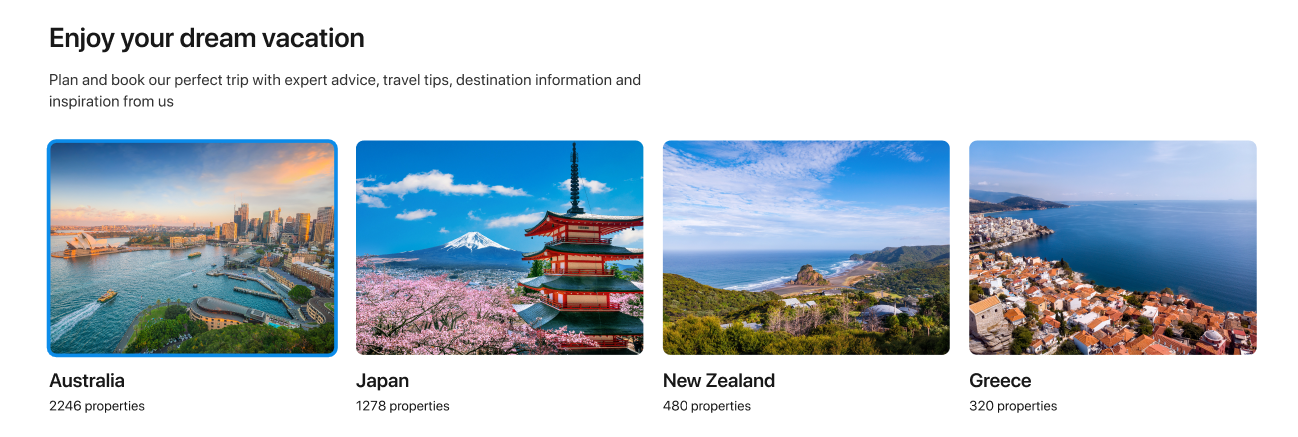 Enjoy your dream vacation
Plan and book our perfect trip with expert advice, travel tips, destination information and
inspiration from us
Australia
2246 properties
Japan
1278 properties
New Zealand
480 properties
Greece
320 properties